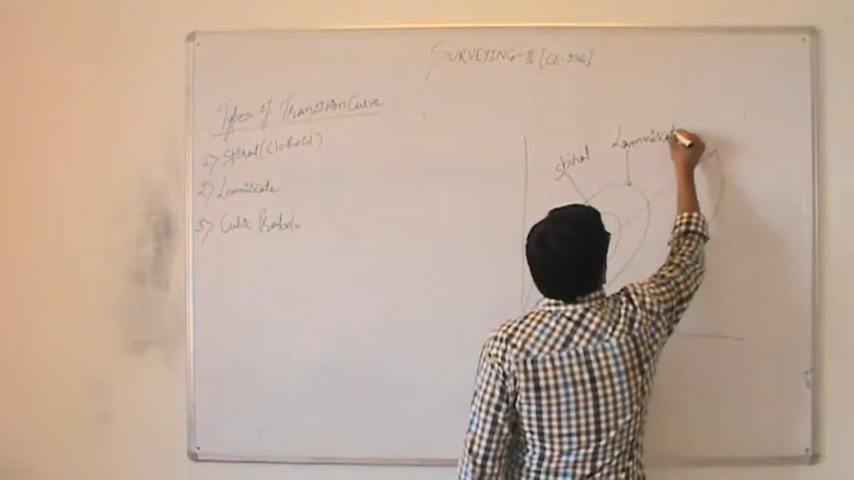 SURVEYING-II [CE-356]
Types of Transition Curve
1) Spiral (Clothoid)
2) Lemniscate
3) Cubic Parabola
Spiral
Lemniscate